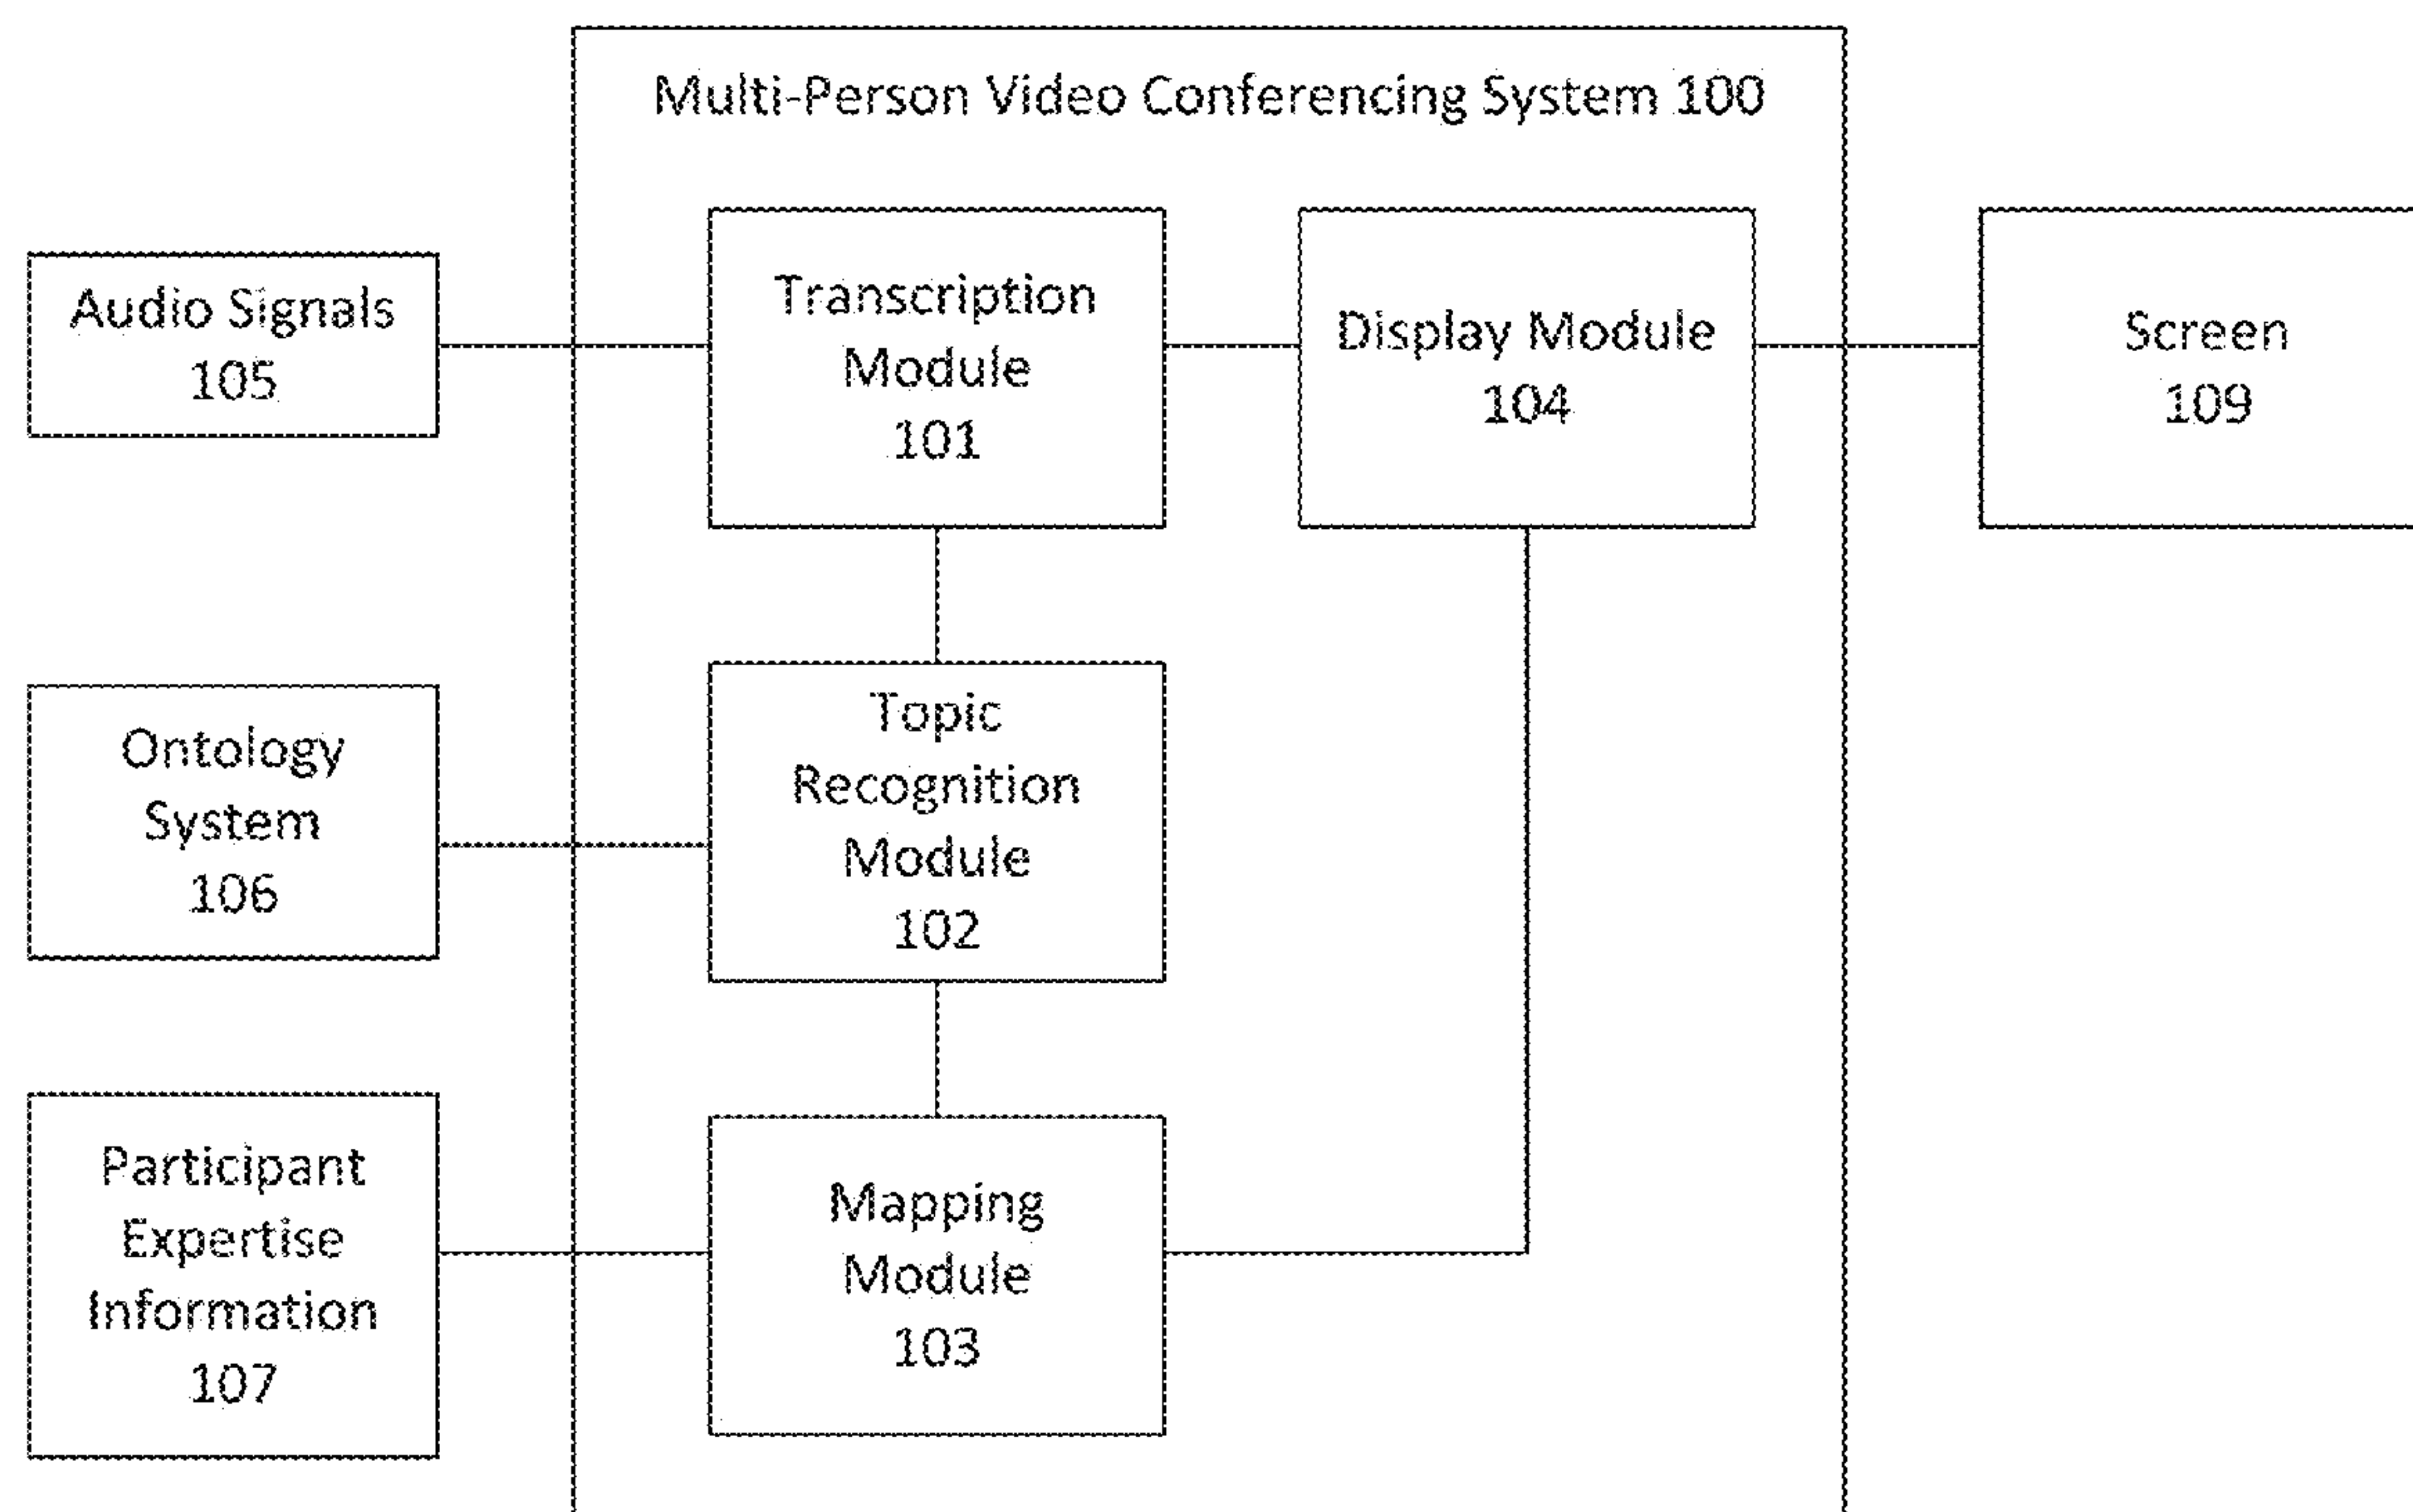 Multi-Person Video Conferencing System 100
Audio Signals
105
Transcription
Module
101
Display Module
104
Screen
109
Ontology
System
106
Topic
Recognition
Module
102
Participant
Expertise
Information
107
Mapping
Module
103